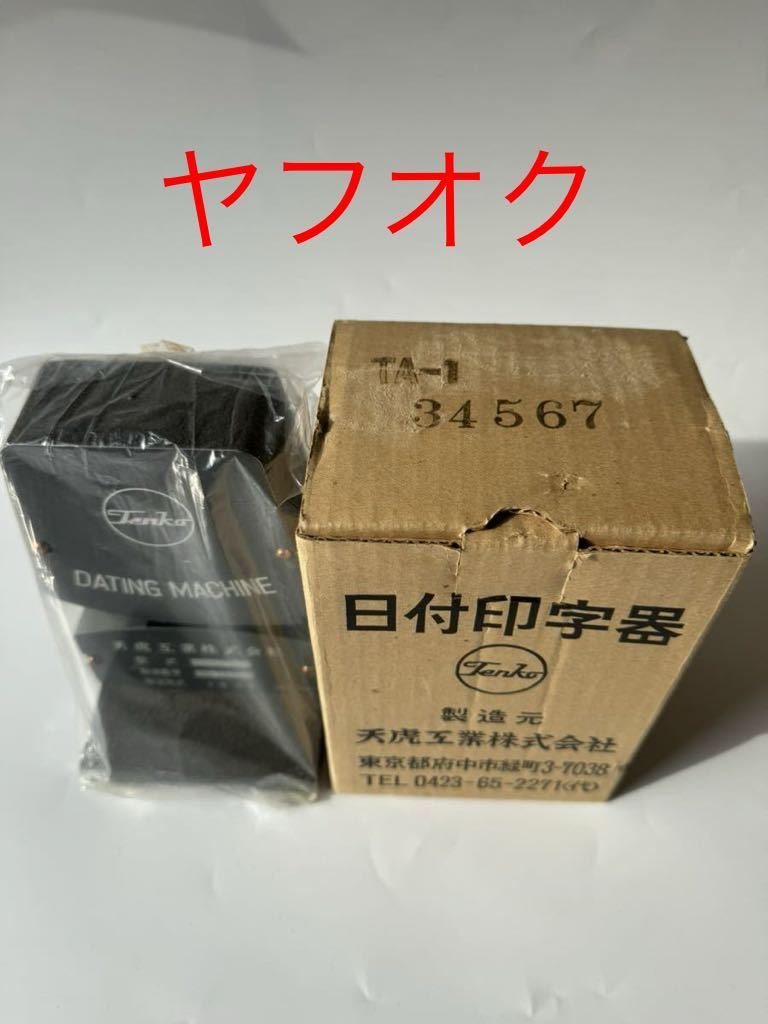 ヤフオク
TA-1
34567
日付印字器
Tenko
製造元
天虎工業株式会社
東京都府中市緑町3-7038
TEL 0423-65-2271(代)
Tenko
DATING MACHINE
天虎工業株式会社